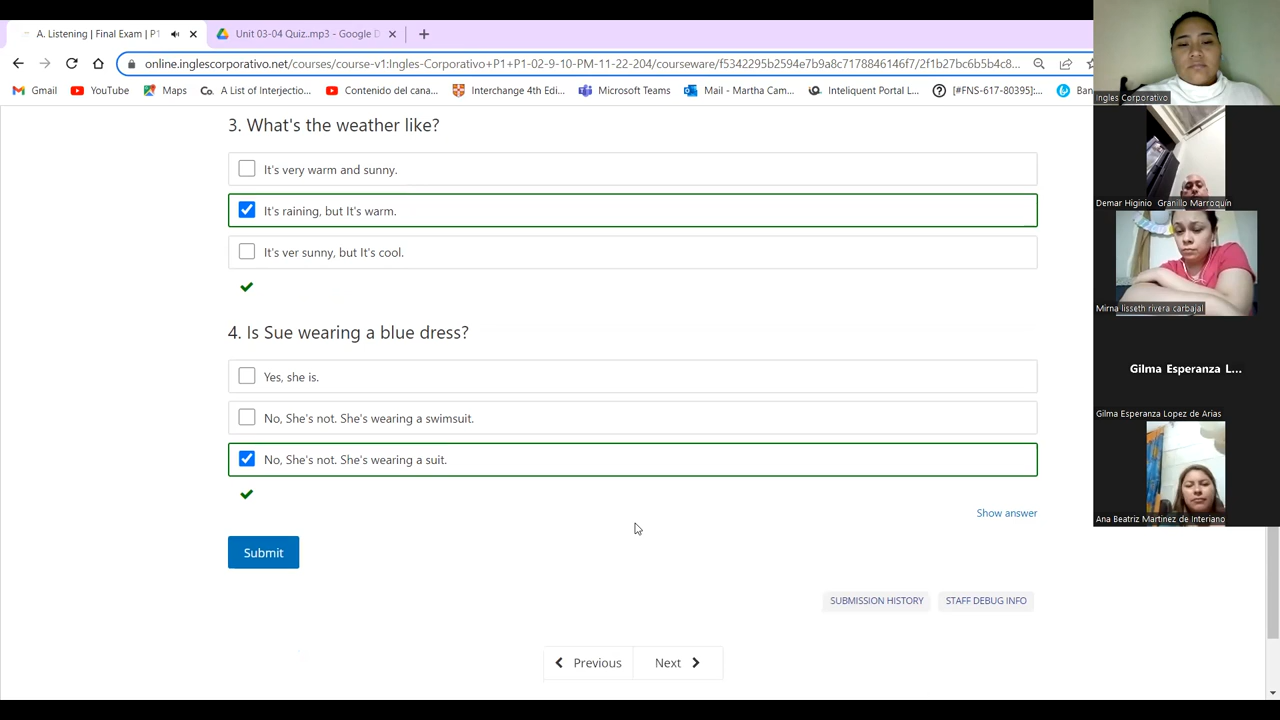 A. Listening | Final Exam | P1
Unit 03-04 Quiz..mp3 - Google D
online.inglescorporativo.net/courses/course-v1:Ingles-Corporativo+I+P1-02-9-10-PM-11-22-204/courseware/f5342295b2594e7b9a8c7178846146f7/2f1b27bc6b5b4c8...
Gmail
YouTube
Maps
A List of Interjectio...
Contenido del cana...
Interchange 4th Edi...
Microsoft Teams
Mail - Martha Cam...
Inteliquent Portal L...
[#FNS-617-80395]:...
Ban
3. What's the weather like?
It's very warm and sunny.
It's raining, but It's warm.
It's ver sunny, but It's cool.
4. Is Sue wearing a blue dress?
Yes, she is.
No, She's not. She's wearing a swimsuit.
No, She's not. She's wearing a suit.
Show answer
Submit
SUBMISSION HISTORY
STAFF DEBUG INFO
Previous
Next
Ingles Corporativo
Demar Higinio Granillo Marroquin
Mirna lisseth rivera carbajal
Gilma Esperanza L...
Gilma Esperanza Lopez de Arias
Ana Beatriz Martinez de Interiano